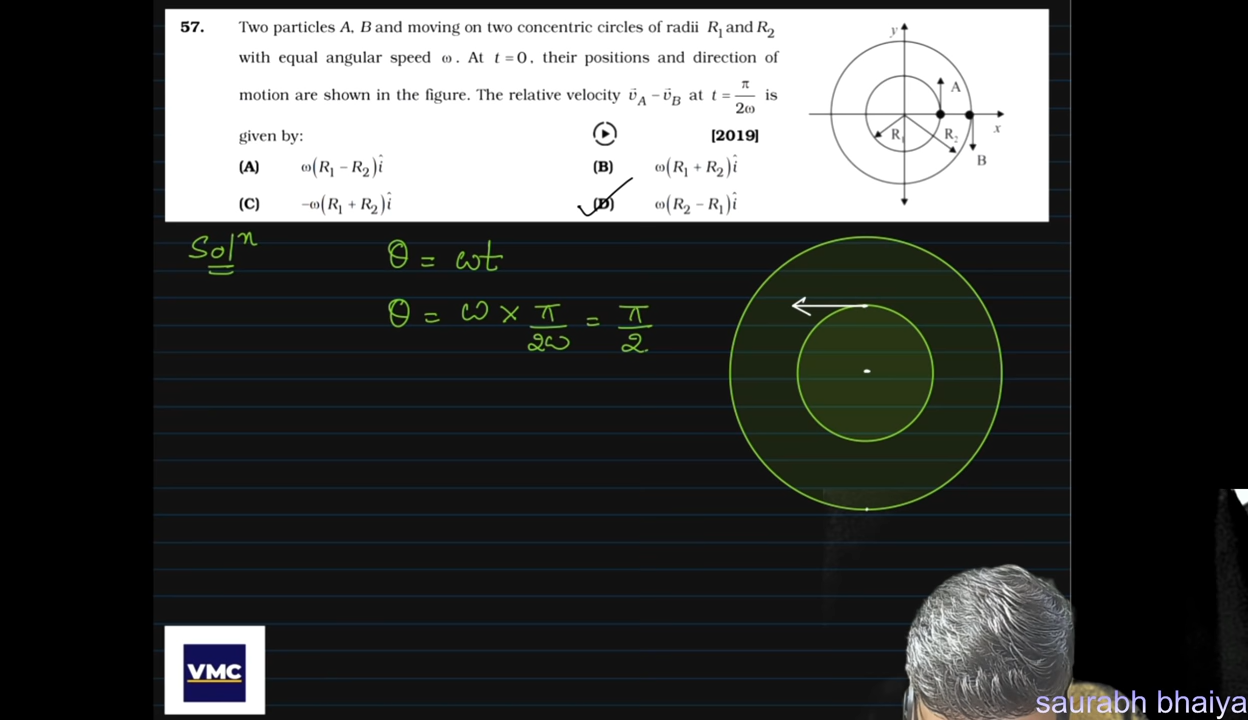 57. Two particles A, B and moving on two concentric circles of radii R₁ and R₂
with equal angular speed ω. At t = 0, their positions and direction of
motion are shown in the figure. The relative velocity v⃗_A − v⃗_B at t = π/2ω is
given by: [2019]
(A) ω(R₁ − R₂)î (B) ω(R₁ + R₂)î
(C) −ω(R₁ + R₂)î (D) ω(R₂ − R₁)î
y
A
R₁ R₂ x
B
Solⁿ θ = ωt
θ = ω × π/2ω = π/2
VMC
saurabh bhaiya